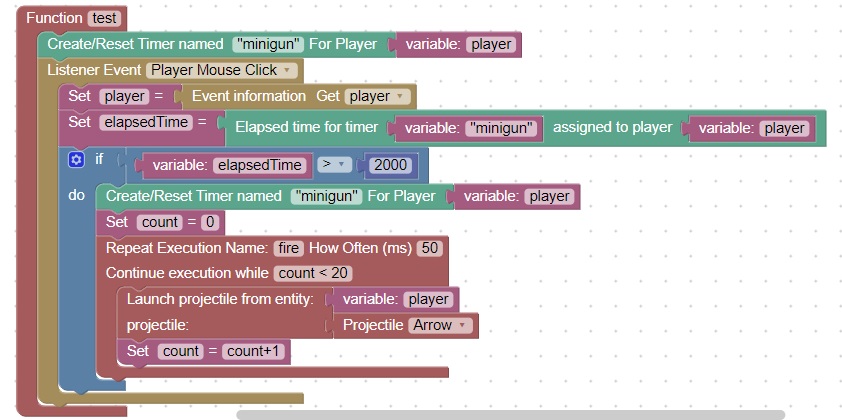 Function test
Create/Reset Timer named "minigun" For Player variable: player
Listener Event Player Mouse Click
Set player = Event information Get player
Set elapsedTime = Elapsed time for timer variable: "minigun" assigned to player variable: player
if variable: elapsedTime > 2000
do Create/Reset Timer named "minigun" For Player variable: player
Set count = 0
Repeat Execution Name: fire How Often (ms) 50
Continue execution while count < 20
Launch projectile from entity: variable: player
projectile: Projectile Arrow
Set count = count+1